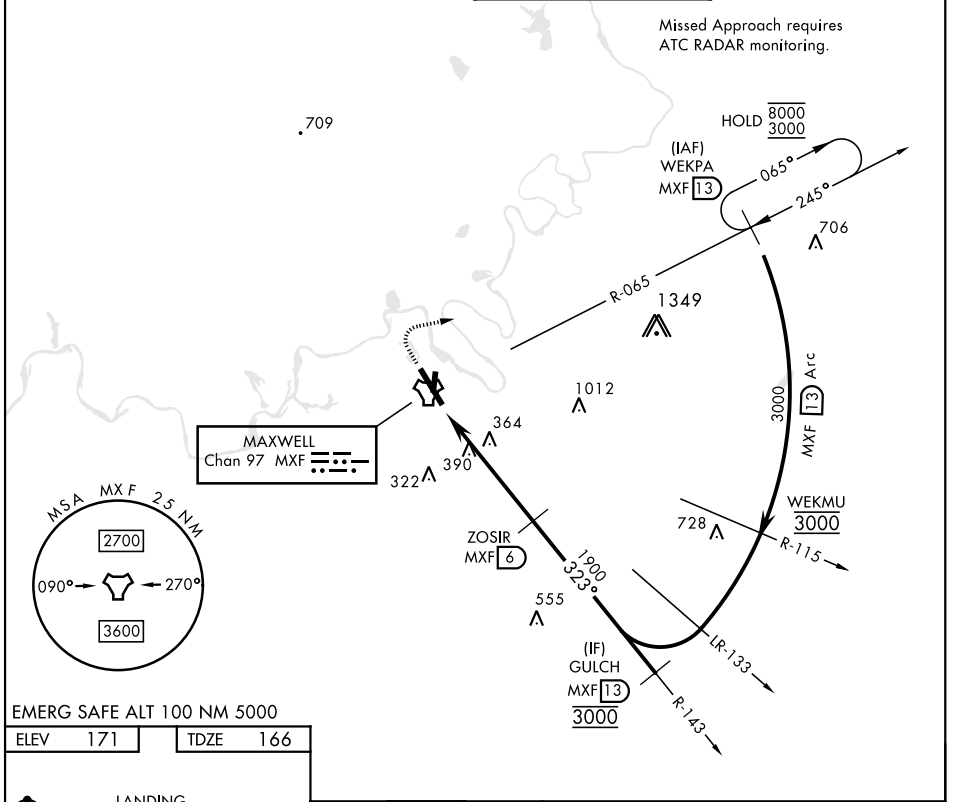 Missed Approach requires
ATC RADAR monitoring.
709
HOLD 8000
3000
(IAF)
WEKPA
MXF 13
065°
245°
706
R-065
1349
3000
MXF 13 Arc
1012
364
390
322
MAXWELL
Chan 97 MXF
MSA MXF 25 NM
2700
090°
270°
3600
WEKMU
3000
728
R-115
ZOSIR
MXF 6
1900
323°
555
LR-133
(IF)
GULCH
MXF 13
3000
R-143
EMERG SAFE ALT 100 NM 5000
ELEV 171
TDZE 166
LANDING